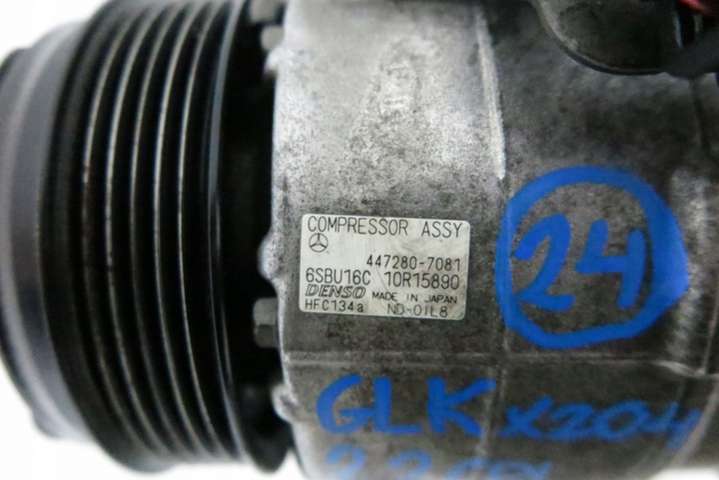 COMPRESSOR ASSY
447280-7081
6SBU16C 10R15890
DENSO MADE IN JAPAN
HFC134a ND-OIL8
24
GLK X204